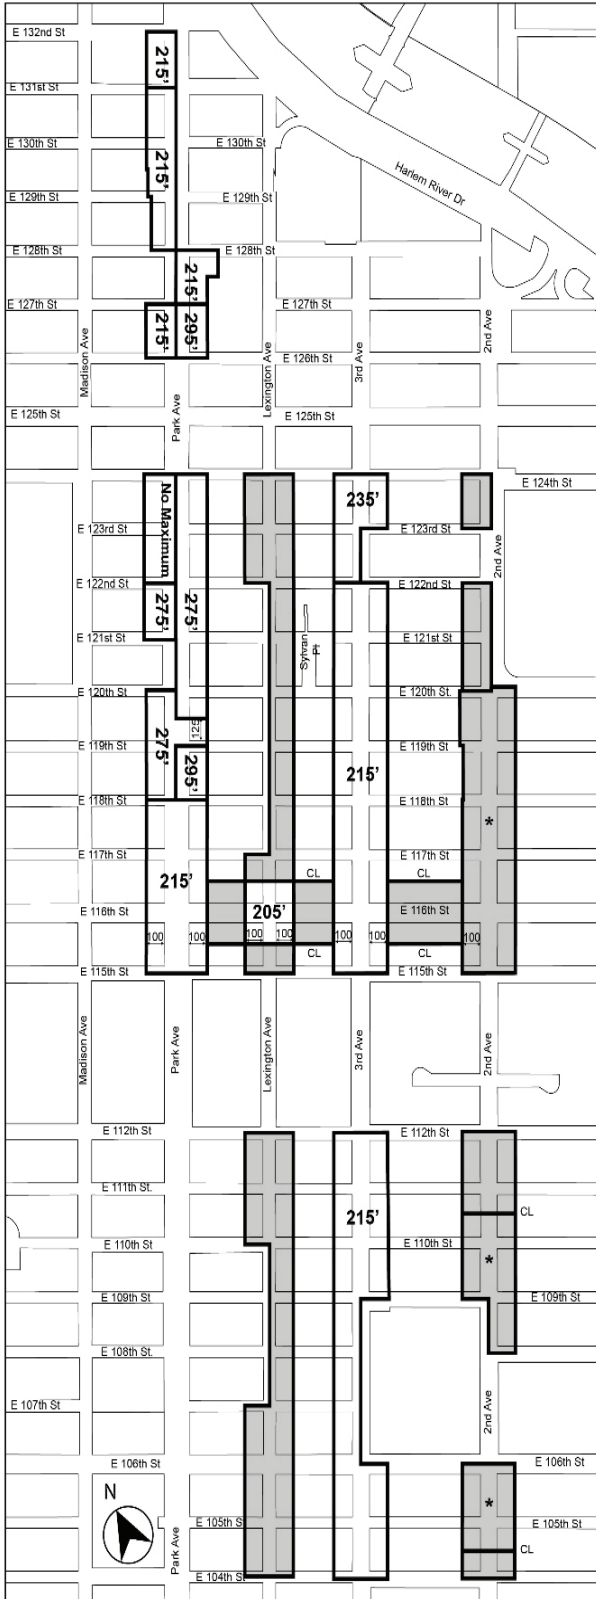 E 132nd St
215'
E 131st St
E 130th St
E 130th St
215'
Harlem River Dr
E 129th St
E 129th St
E 128th St
E 128th St
215'
E 127th St
E 127th St
215'
295'
Madison Ave
Park Ave
Lexington Ave
3rd Ave
2nd Ave
E 126th St
E 125th St
E 125th St
E 124th St
No Maximum
235'
E 123rd St
E 123rd St
2nd Ave
E 122nd St
E 122nd St
275'
275'
E 121st St
E 121st St
Sylvan
Pl
E 120th St
E 120th St.
125
275'
E 119th St
E 119th St
295'
215'
E 118th St
E 118th St
*
E 117th St
E 117th St
215'
CL
CL
E 116th St
205'
E 116th St
100
100
100
100
100
100
100
CL
CL
E 115th St
E 115th St
Madison Ave
Park Ave
Lexington Ave
3rd Ave
2nd Ave
E 112th St
E 112th St
E 111th St.
215'
CL
E 110th St
E 110th St
*
E 109th St
E 109th St
E 108th St.
E 107th St
2nd Ave
E 106th St
E 106th St
N
*
E 105th St
E 105th St
Park Ave
CL
E 104th St